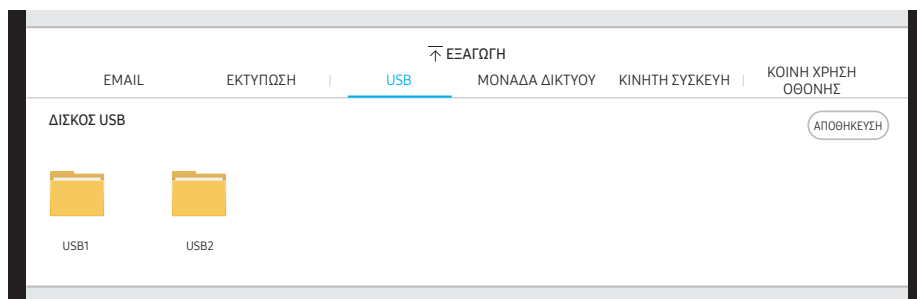 ΕΞΑΓΩΓΗ
EMAIL ΕΚΤΥΠΩΣΗ USB ΜΟΝΑΔΑ ΔΙΚΤΥΟΥ ΚΙΝΗΤΗ ΣΥΣΚΕΥΗ ΚΟΙΝΗ ΧΡΗΣΗ
ΟΘΟΝΗΣ
ΔΙΣΚΟΣ USB ΑΠΟΘΗΚΕΥΣΗ
USB1 USB2